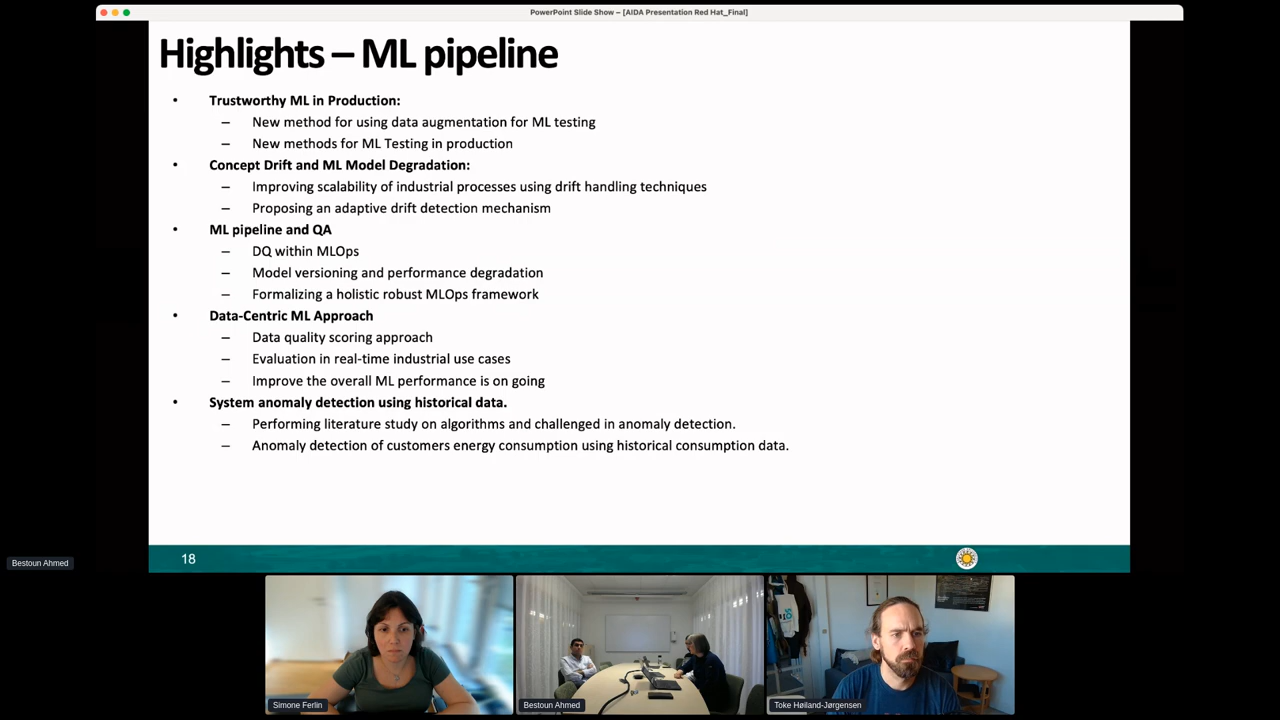 PowerPoint Slide Show – [AIDA Presentation Red Hat_Final]
Highlights – ML pipeline
• Trustworthy ML in Production:
– New method for using data augmentation for ML testing
– New methods for ML Testing in production
• Concept Drift and ML Model Degradation:
– Improving scalability of industrial processes using drift handling techniques
– Proposing an adaptive drift detection mechanism
• ML pipeline and QA
– DQ within MLOps
– Model versioning and performance degradation
– Formalizing a holistic robust MLOps framework
• Data-Centric ML Approach
– Data quality scoring approach
– Evaluation in real-time industrial use cases
– Improve the overall ML performance is on going
• System anomaly detection using historical data.
– Performing literature study on algorithms and challenged in anomaly detection.
– Anomaly detection of customers energy consumption using historical consumption data.
18
Bestoun Ahmed
Simone Ferlin
Bestoun Ahmed
Toke Høiland-Jørgensen